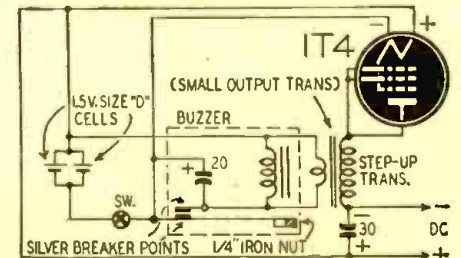 − +
1T4
(SMALL OUTPUT TRANS)
1.5V. SIZE "D"
CELLS
BUZZER
+ 20
STEP-UP
TRANS.
SW.
−
−
DC
30
+
+
SILVER BREAKER POINTS
1/4" IRON NUT